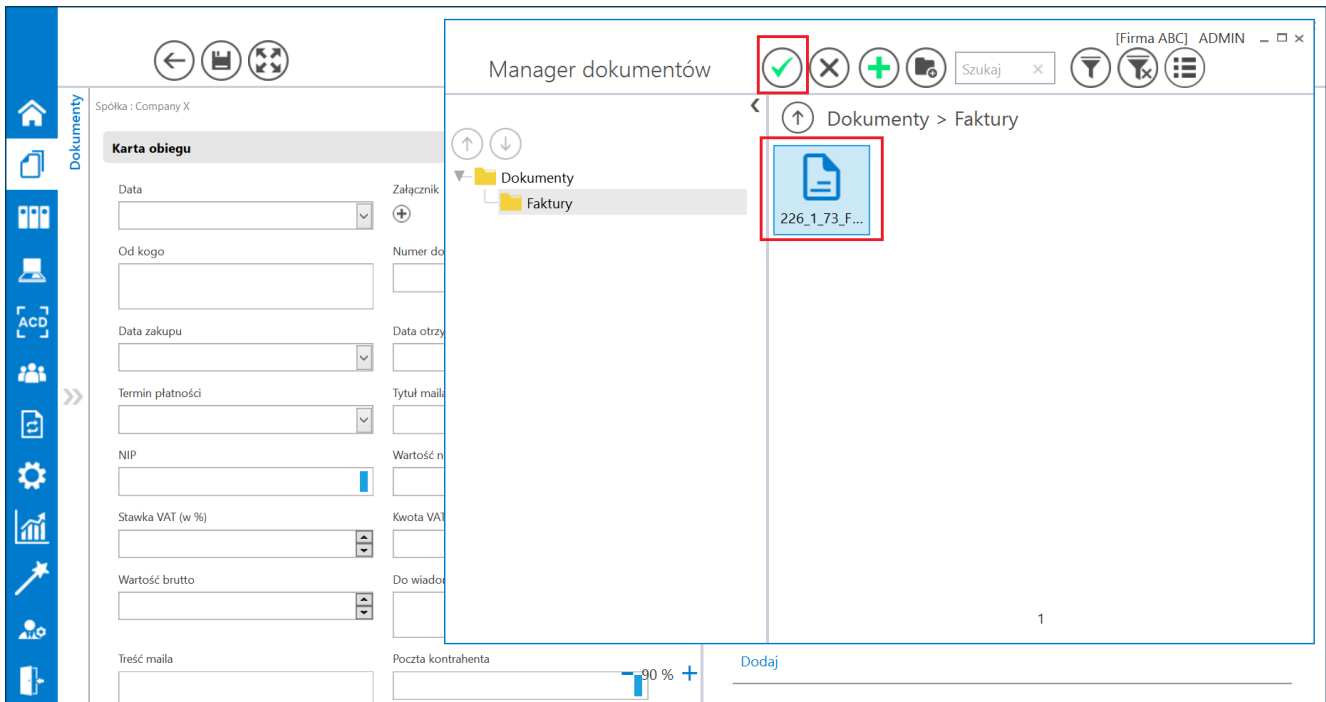 [Firma ABC] ADMIN
Manager dokumentów
Szukaj
Dokumenty
Spółka : Company X
Karta obiegu
Data
Załącznik
Od kogo
Numer do
Data zakupu
Data otrzy
Termin płatności
Tytuł maila
NIP
Wartość n
Stawka VAT (w %)
Kwota VAT
Wartość brutto
Do wiador
Treść maila
Poczta kontrahenta
90 %
Dodaj
ACD
Dokumenty
Faktury
Dokumenty > Faktury
226_1_73_F...
1